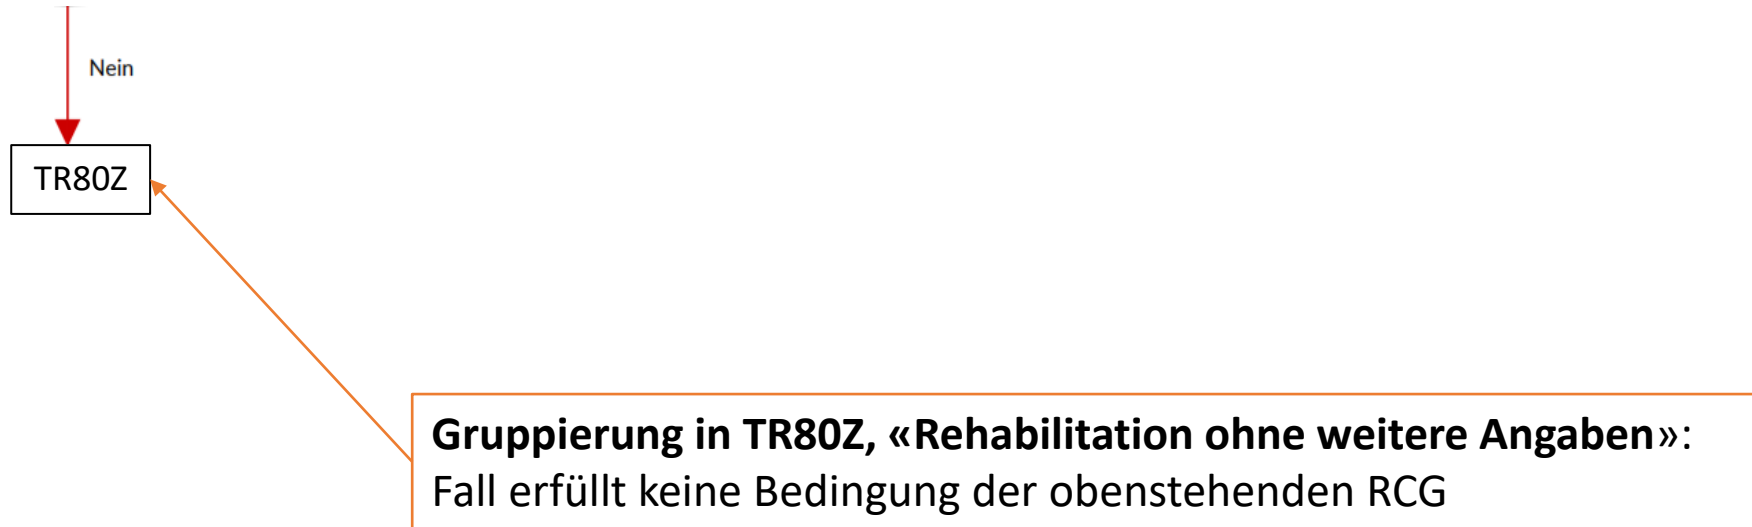 Nein
TR80Z
Gruppierung in TR80Z, «Rehabilitation ohne weitere Angaben»:
Fall erfüllt keine Bedingung der obenstehenden RCG